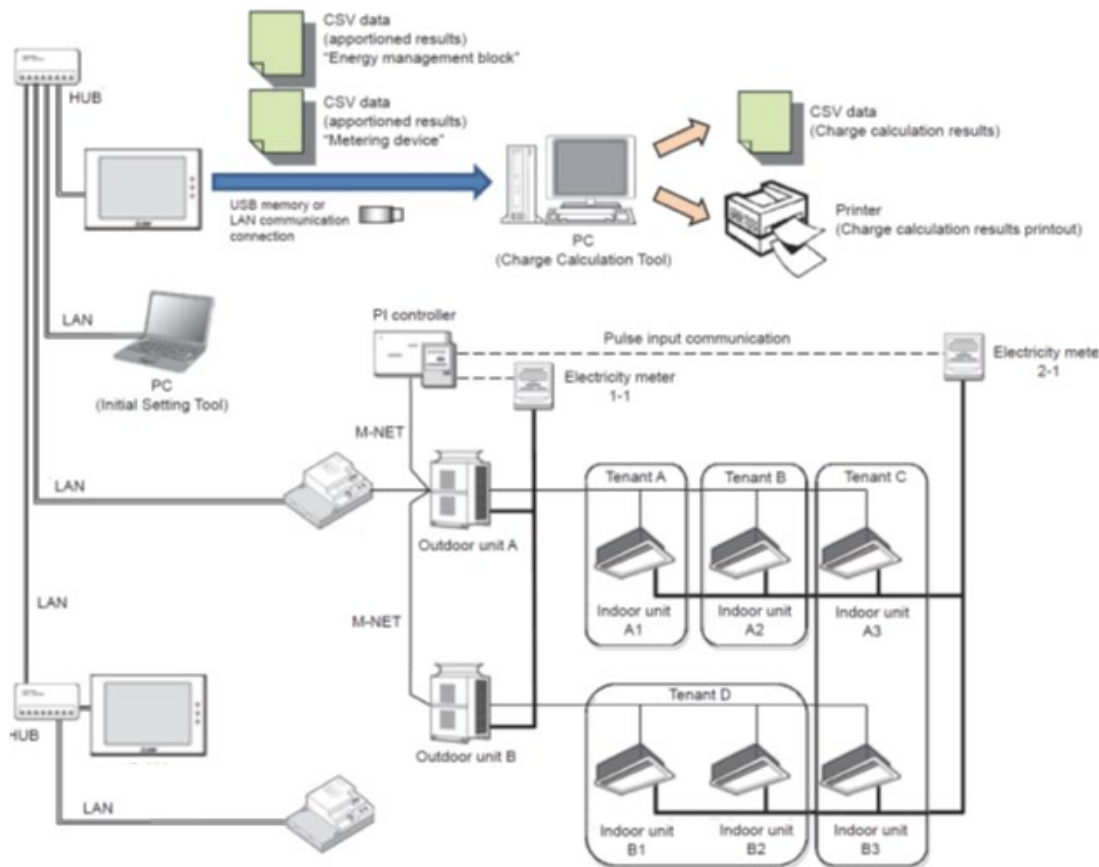 CSV data
(apportioned results)
"Energy management block"
HUB
CSV data
(apportioned results)
"Metering device"
CSV data
(Charge calculation results)
USB memory or
LAN communication
connection
PC
(Charge Calculation Tool)
Printer
(Charge calculation results printout)
LAN
PC
(Initial Setting Tool)
PI controller
Pulse input communication
Electricity meter
1-1
Electricity meter
2-1
M-NET
LAN
Outdoor unit A
Tenant A
Tenant B
Tenant C
Indoor unit
A1
Indoor unit
A2
Indoor unit
A3
LAN
M-NET
HUB
Outdoor unit B
Tenant D
LAN
Indoor unit
B1
Indoor unit
B2
Indoor unit
B3